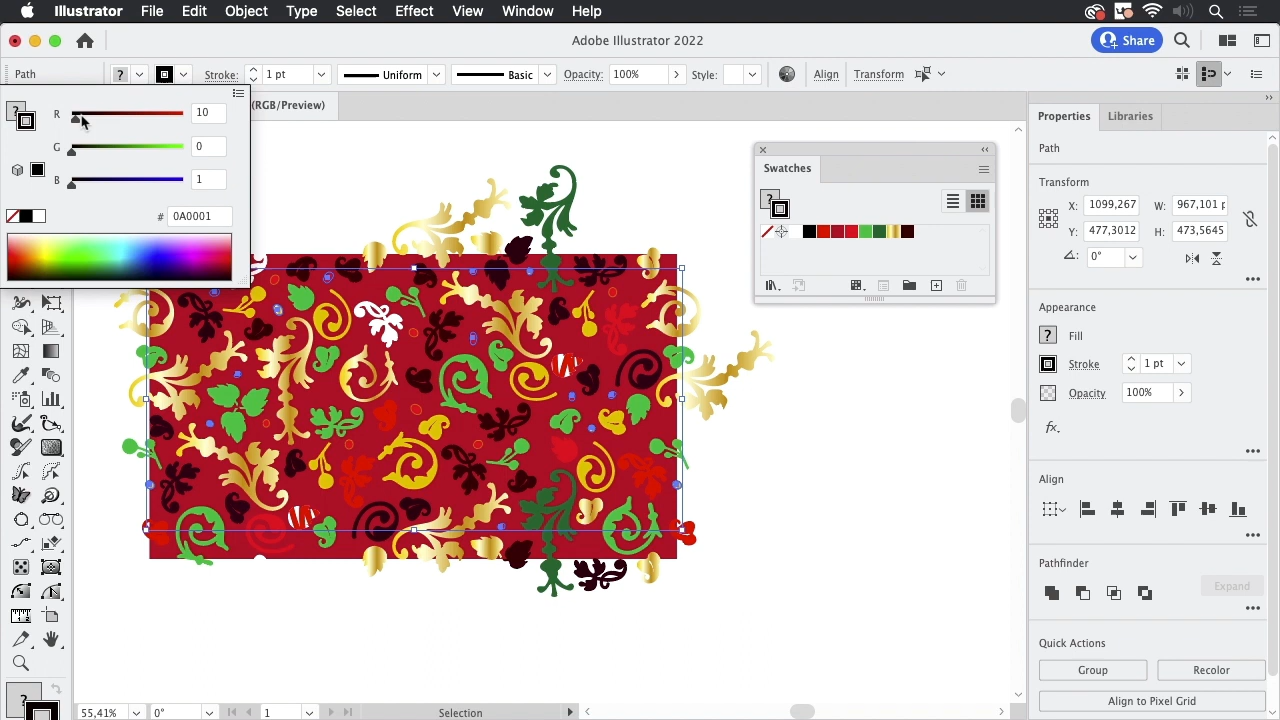 Illustrator File Edit Object Type Select Effect View Window Help
Adobe Illustrator 2022
Share
Path ? Stroke: 1 pt Uniform Basic Opacity: 100% Style: Align Transform
(RGB/Preview)
?
R 10
G 0
B 1
# 0A0001
Swatches
?
Properties Libraries
Path
Transform
X: 1099,267 W: 967,101 p
Y: 477,3012 H: 473,5645
0°
Appearance
? Fill
Stroke 1 pt
Opacity 100%
fx.
Align
Pathfinder
Expand
Quick Actions
Group Recolor
Align to Pixel Grid
?
55,41% 0° 1 Selection